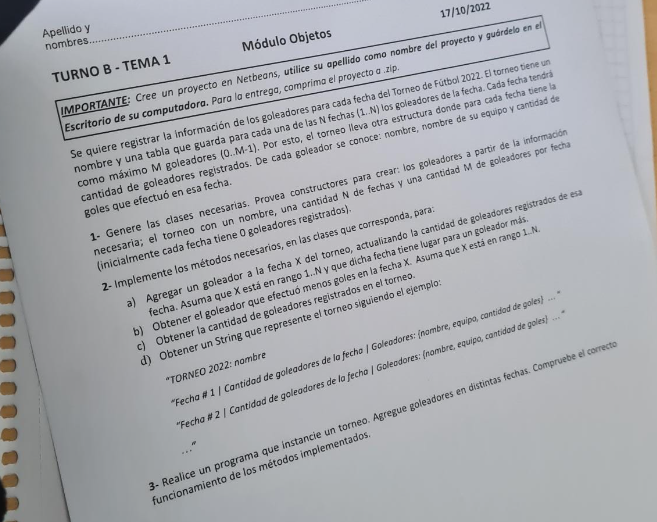 Apellido y
nombres
17/10/2022
TURNO B - TEMA 1
Módulo Objetos
IMPORTANTE: Cree un proyecto en Netbeans, utilice su apellido como nombre del proyecto y guárdelo en el
Escritorio de su computadora. Para la entrega, comprima el proyecto a .zip.
Se quiere registrar la información de los goleadores para cada fecha del Torneo de Fútbol 2022. El torneo tiene un
nombre y una tabla que guarda para cada una de las N fechas (1..N) los goleadores de la fecha. Cada fecha tendrá
como máximo M goleadores (0..M-1). Por esto, el torneo lleva otra estructura donde para cada fecha tiene la
cantidad de goleadores registrados. De cada goleador se conoce: nombre, nombre de su equipo y cantidad de
goles que efectuó en esa fecha.
1- Genere las clases necesarias. Provea constructores para crear: los goleadores a partir de la información
necesaria; el torneo con un nombre, una cantidad N de fechas y una cantidad M de goleadores por fecha
(inicialmente cada fecha tiene 0 goleadores registrados).
2- Implemente los métodos necesarios, en las clases que corresponda, para:
a) Agregar un goleador a la fecha X del torneo, actualizando la cantidad de goleadores registrados de esa
fecha. Asuma que X está en rango 1..N y que dicha fecha tiene lugar para un goleador más.
b) Obtener el goleador que efectuó menos goles en la fecha X. Asuma que X está en rango 1..N.
c) Obtener la cantidad de goleadores registrados en el torneo.
d) Obtener un String que represente el torneo siguiendo el ejemplo:
"TORNEO 2022: nombre
"Fecha # 1 | Cantidad de goleadores de la fecha | Goleadores: {nombre, equipo, cantidad de goles} ... "
"Fecha # 2 | Cantidad de goleadores de la fecha | Goleadores: {nombre, equipo, cantidad de goles} ... "
..."
3- Realice un programa que instancie un torneo. Agregue goleadores en distintas fechas. Compruebe el correcto
funcionamiento de los métodos implementados.